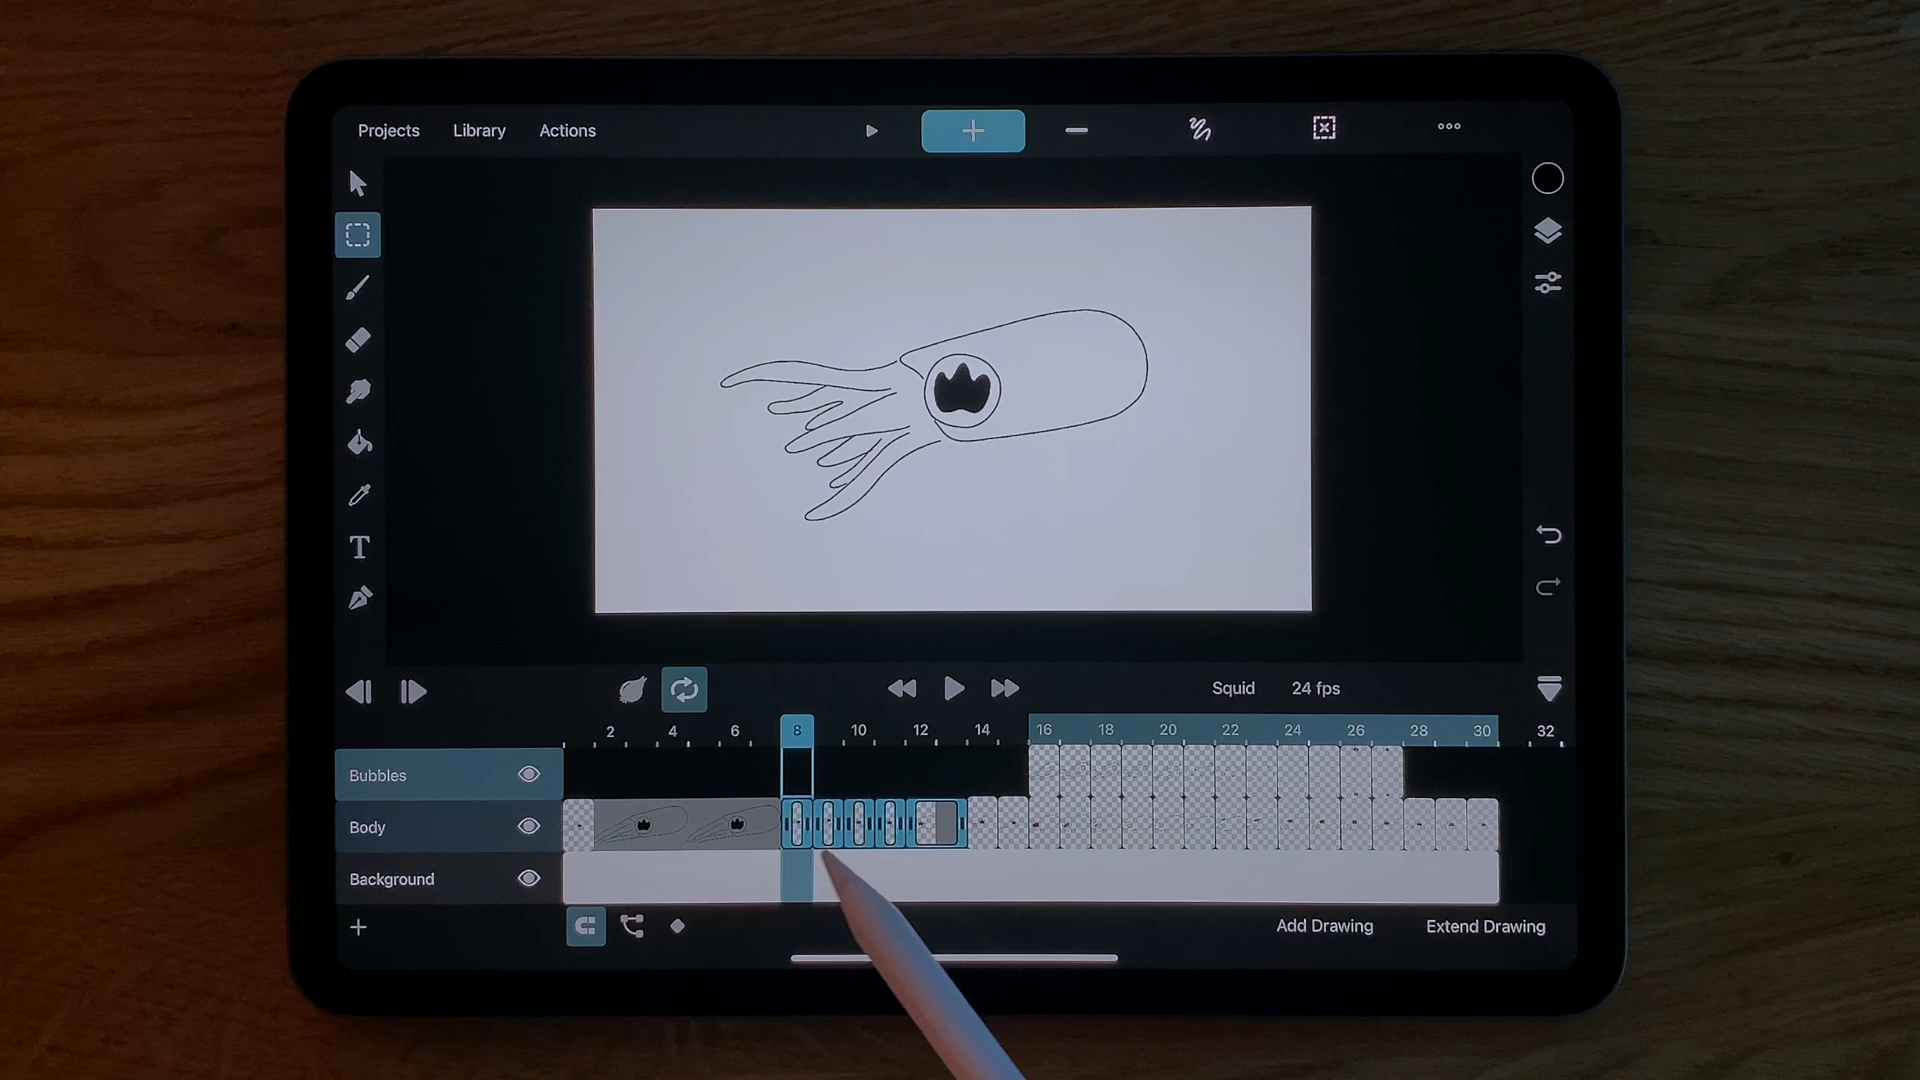 Projects Library Actions
T
Squid 24 fps
2 4 6 8 10 12 14 16 18 20 22 24 26 28 30 32
Bubbles
Body
Background
Add Drawing Extend Drawing